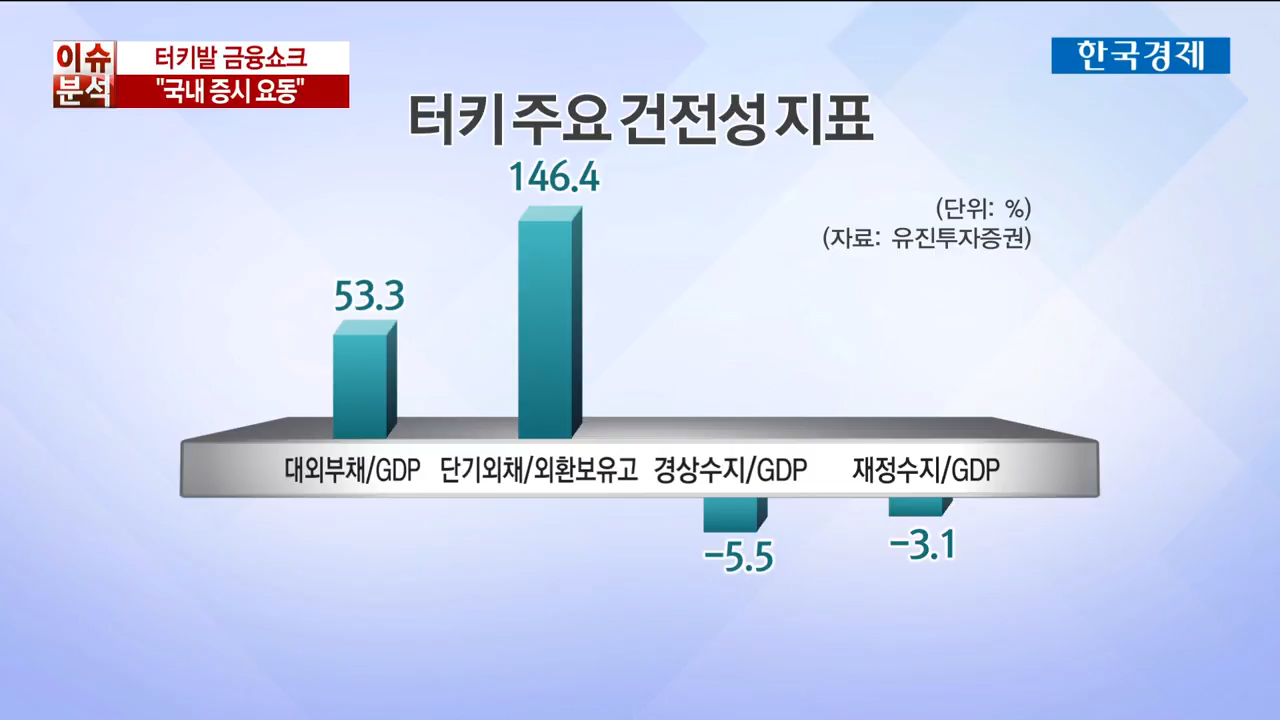 이슈
분석
터키발 금융쇼크
"국내 증시 요동"
한국경제
터키 주요 건전성 지표
(단위: %)
(자료: 유진투자증권)
53.3
146.4
대외부채/GDP
단기외채/외환보유고
경상수지/GDP
재정수지/GDP
-5.5
-3.1